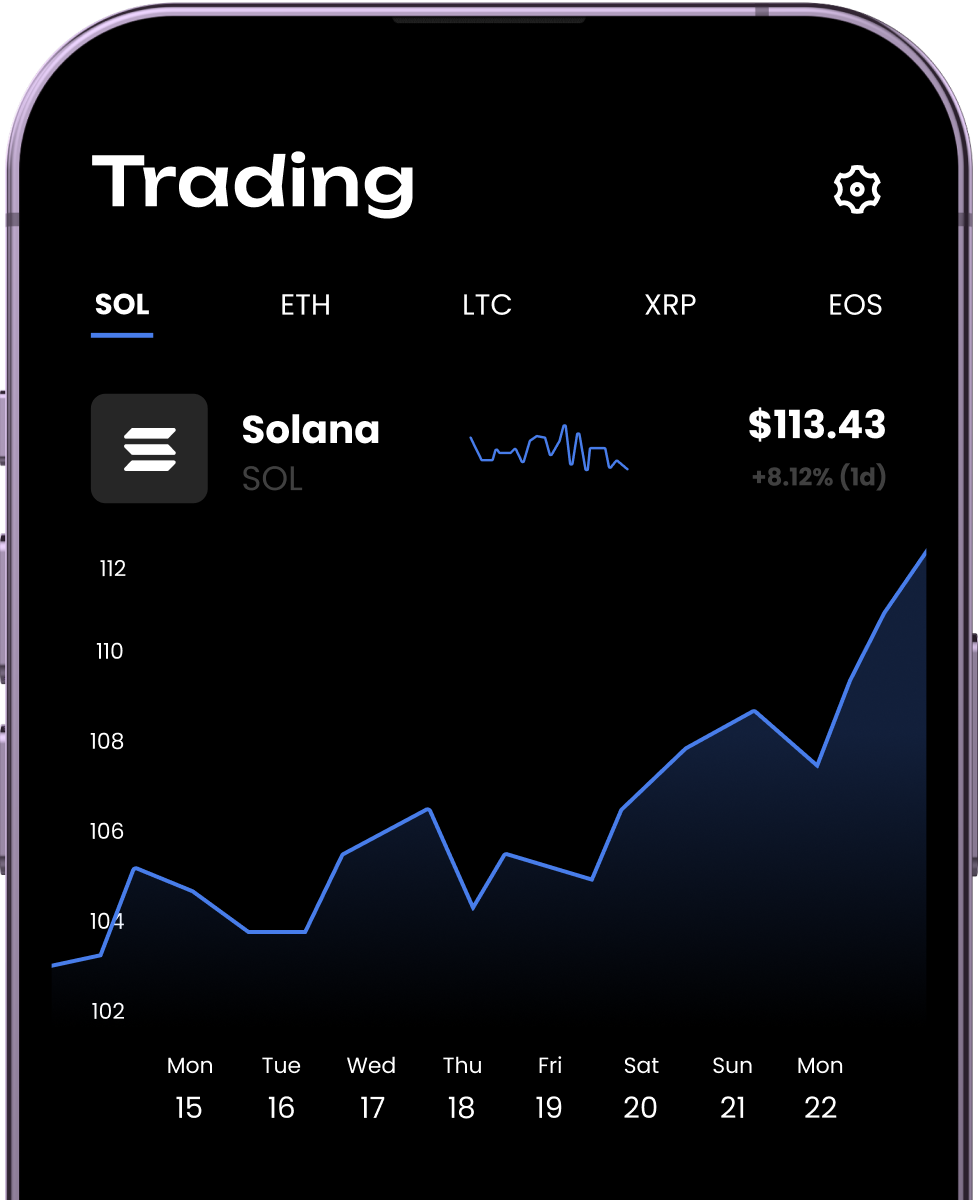 Trading
SOL ETH LTC XRP EOS
Solana $113.43
SOL +8.12% (1d)
112
110
108
106
104
102
Mon Tue Wed Thu Fri Sat Sun Mon
15 16 17 18 19 20 21 22